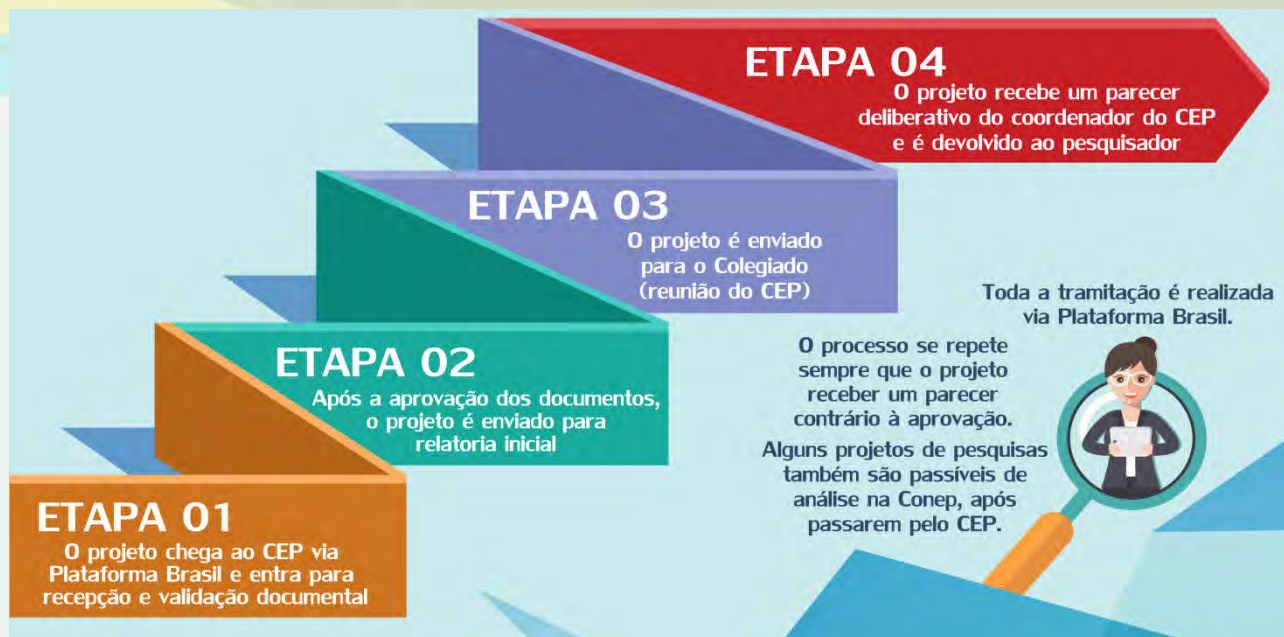 ETAPA 04
O projeto recebe um parecer
deliberativo do coordenador do CEP
e é devolvido ao pesquisador
ETAPA 03
O projeto é enviado
para o Colegiado
(reunião do CEP)
ETAPA 02
Após a aprovação dos documentos,
o projeto é enviado para
relatoria inicial
ETAPA 01
O projeto chega ao CEP via
Plataforma Brasil e entra para
recepção e validação documental
Toda a tramitação é realizada
via Plataforma Brasil.
O processo se repete
sempre que o projeto
receber um parecer
contrário à aprovação.
Alguns projetos de pesquisas
também são passíveis de
análise na Conep, após
passarem pelo CEP.